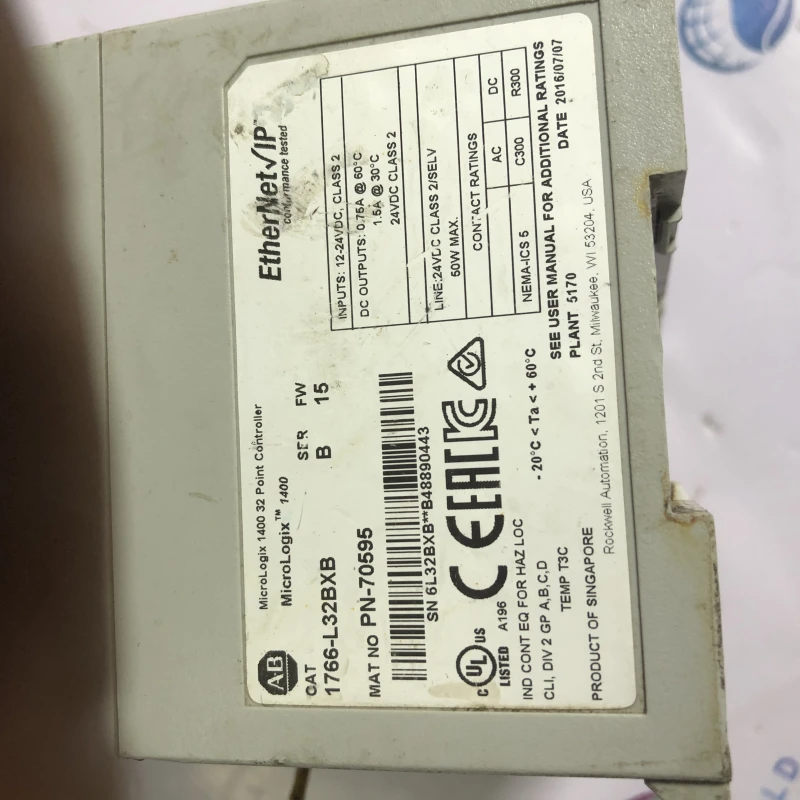 AB
MicroLogix 1400 32 Point Controller
MicroLogix™ 1400
CAT SER FW
1766-L32BXB B 15
MAT NO PN-70595
SN 6L32BXB**B48890443
C UL US
LISTED A196
IND CONT EQ FOR HAZ LOC
CLI, DIV 2 GP A,B,C,D
TEMP T3C
CE EAC KC
- 20°C < Ta < + 60°C
PRODUCT OF SINGAPORE
Rockwell Automation, 1201 S 2nd St, Milwaukee, WI 53204, USA
EtherNet/IP™
conformance tested
INPUTS: 12-24VDC, CLASS 2
DC OUTPUTS: 0.75A @ 60°C
1.5A @ 30°C
24VDC CLASS 2
LINE:24VDC CLASS 2/SELV
50W MAX.
CONTACT RATINGS
AC DC
NEMA-ICS 5 C300 R300
SEE USER MANUAL FOR ADDITIONAL RATINGS
PLANT 5170 DATE 2016/07/07